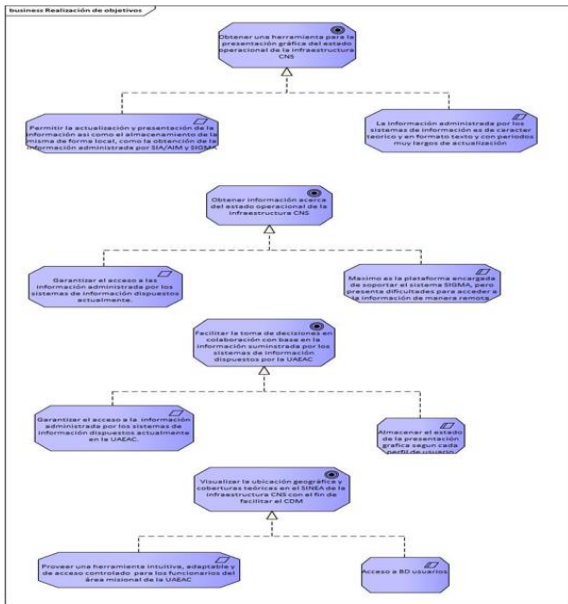 business Realización de objetivos
Obtener una herramienta para la
presentación gráfica del estado
operacional de la infraestructura
CNS
Permitir la actualización y presentación de la
información asi como el almacenamiento de la
misma de forma local, como la obtención de la
información administrada por SIA/AIM y SIGMA
La información administrada por los
sistemas de información es de caracter
teorico y en formato texto y con periodos
muy largos de actualización
Obtener información acerca
del estado operacional de la
infraestructura CNS
Garantizar el acceso a las
información administrada por los
sistemas de información dispuestos
actualmente.
Maximo es la plataforma encargada
de soportar el sistema SIGMA, pero
presenta dificultades para acceder a
la información de manera remota.
Facilitar la toma de decisiones en
colaboración con base en la
información suministrada por los
sistemas de información
dispuestos por la UAEAC
Garantizar el acceso a la información
administrada por los sistemas de
información dispuestos actualmente
en la UAEAC.
Almacenar el estado
de la presentación
grafica segun cada
perfil de usuario
Visualizar la ubicación geográfica y
coberturas teóricas en el SINEA de la
infraestructura CNS con el fin de
facilitar el CDM
Proveer una herramienta intuitiva, adaptable y
de acceso controlado para los funcionarios del
área misional de la UAEAC
Acceso a BD usuarios